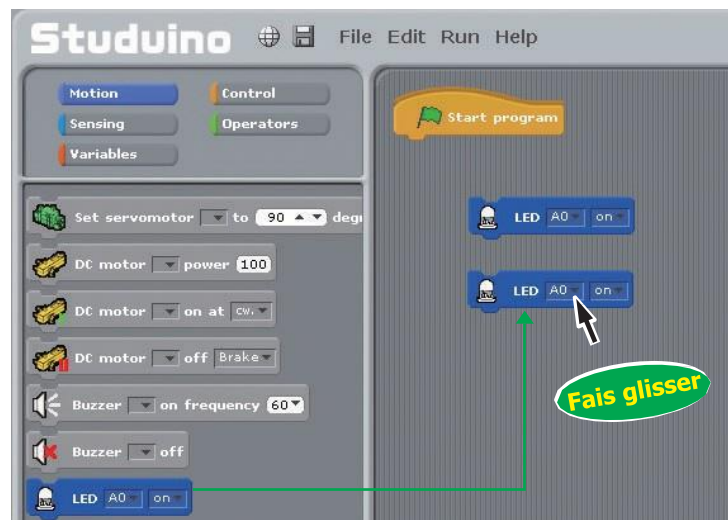 Studuino File Edit Run Help
Motion Control
Sensing Operators
Variables
Start program
Set servomotor to 90
DC motor power 100
DC motor on at cw.
DC motor off Brake
Buzzer on frequency 60
Buzzer off
LED A0 on
LED A0 on
LED A0 on
Fais glisser